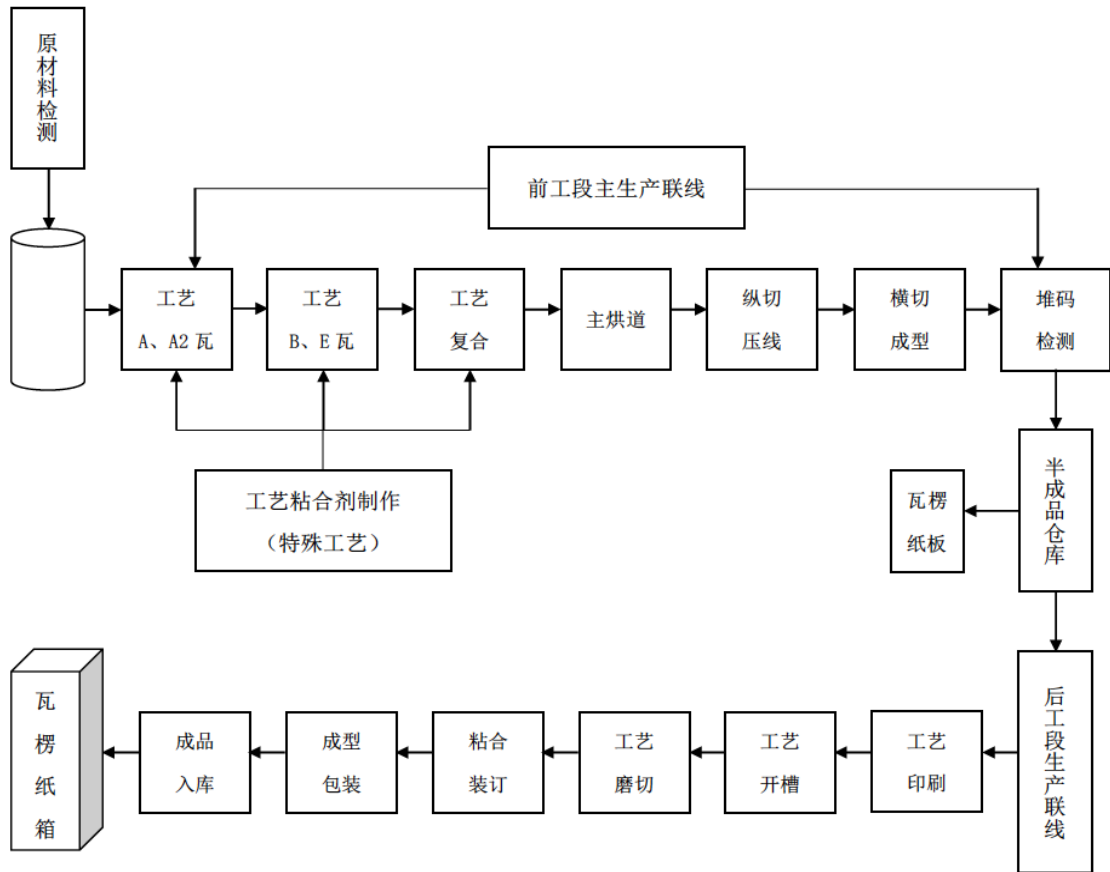 原材料检测
前工段主生产联线
工艺
A、A2 瓦
工艺
B、E 瓦
工艺
复合
主烘道
纵切
压线
横切
成型
堆码
检测
工艺粘合剂制作
（特殊工艺）
瓦楞
纸板
半成品仓库
后工段生产联线
工艺
印刷
工艺
开槽
工艺
磨切
粘合
装订
成型
包装
成品
入库
瓦楞纸箱